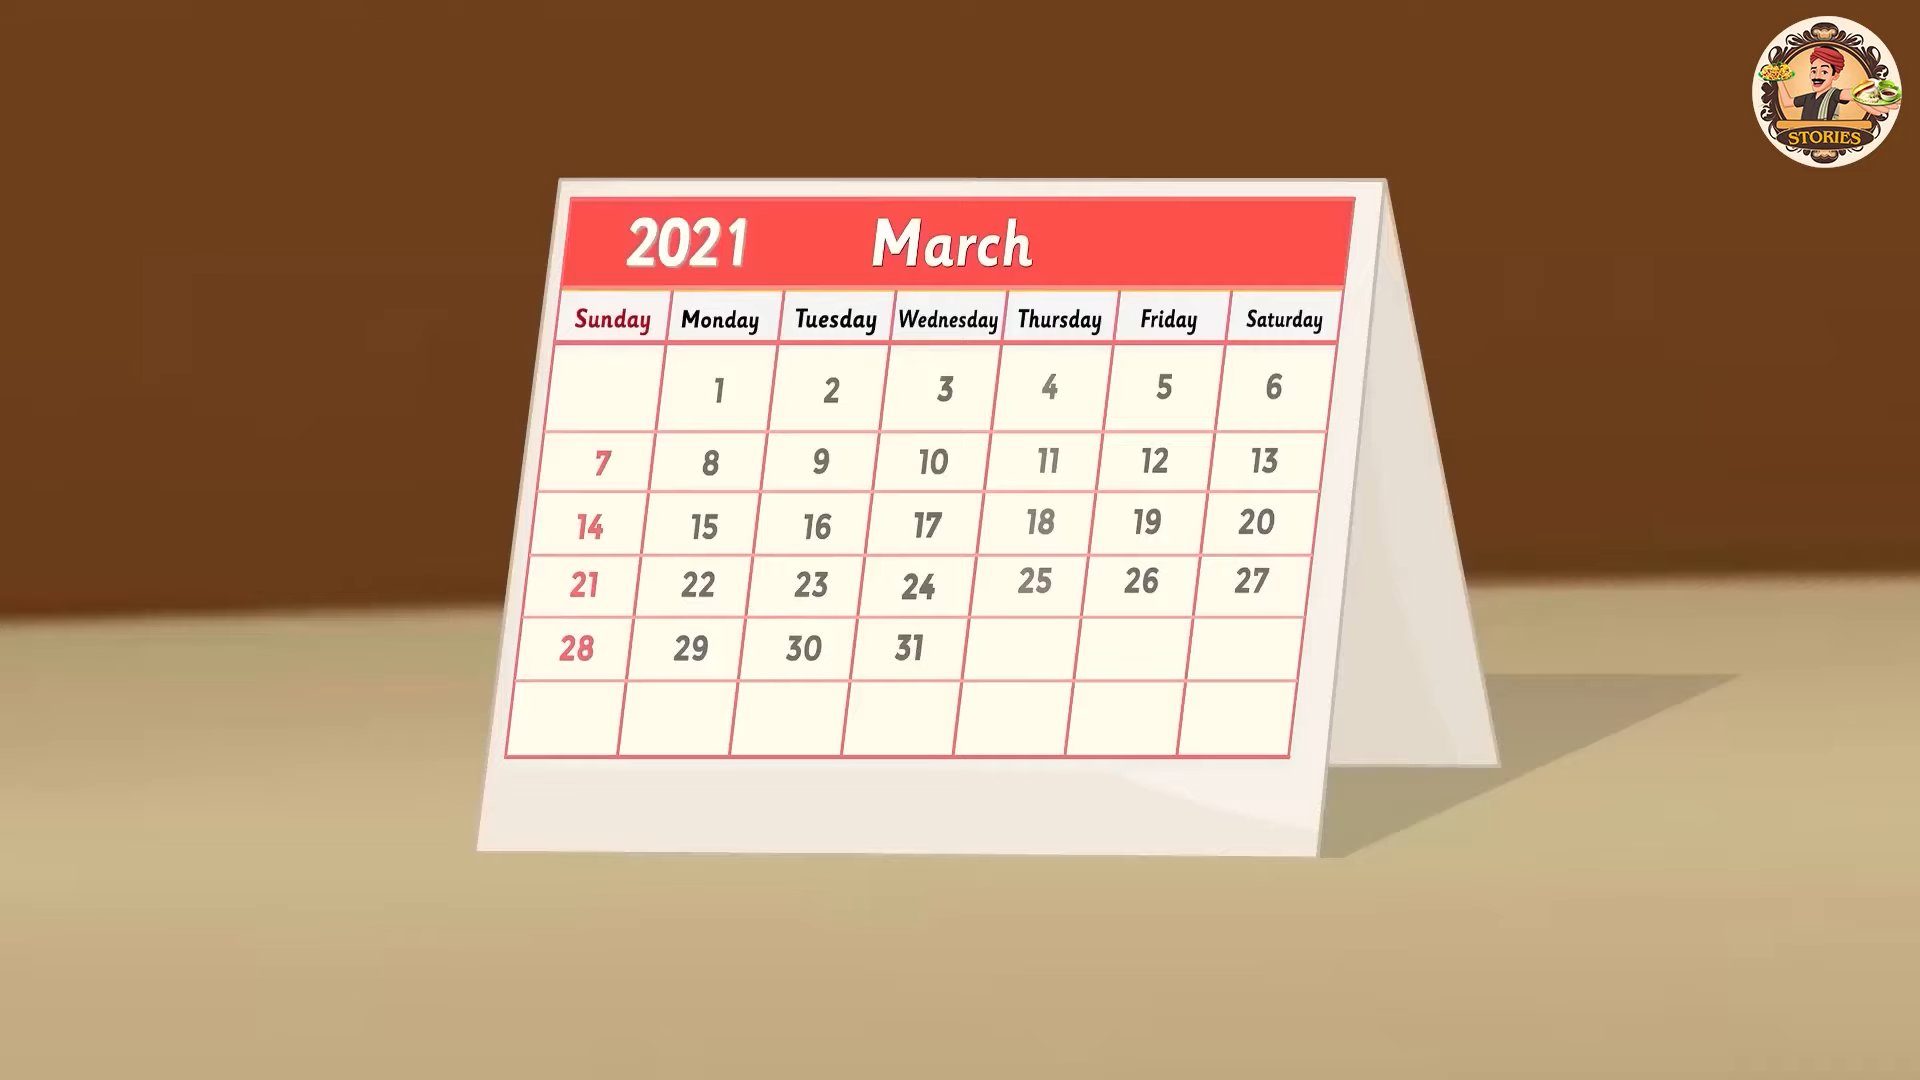 STORIES
2021 March
Sunday Monday Tuesday Wednesday Thursday Friday Saturday
1 2 3 4 5 6
7 8 9 10 11 12 13
14 15 16 17 18 19 20
21 22 23 24 25 26 27
28 29 30 31